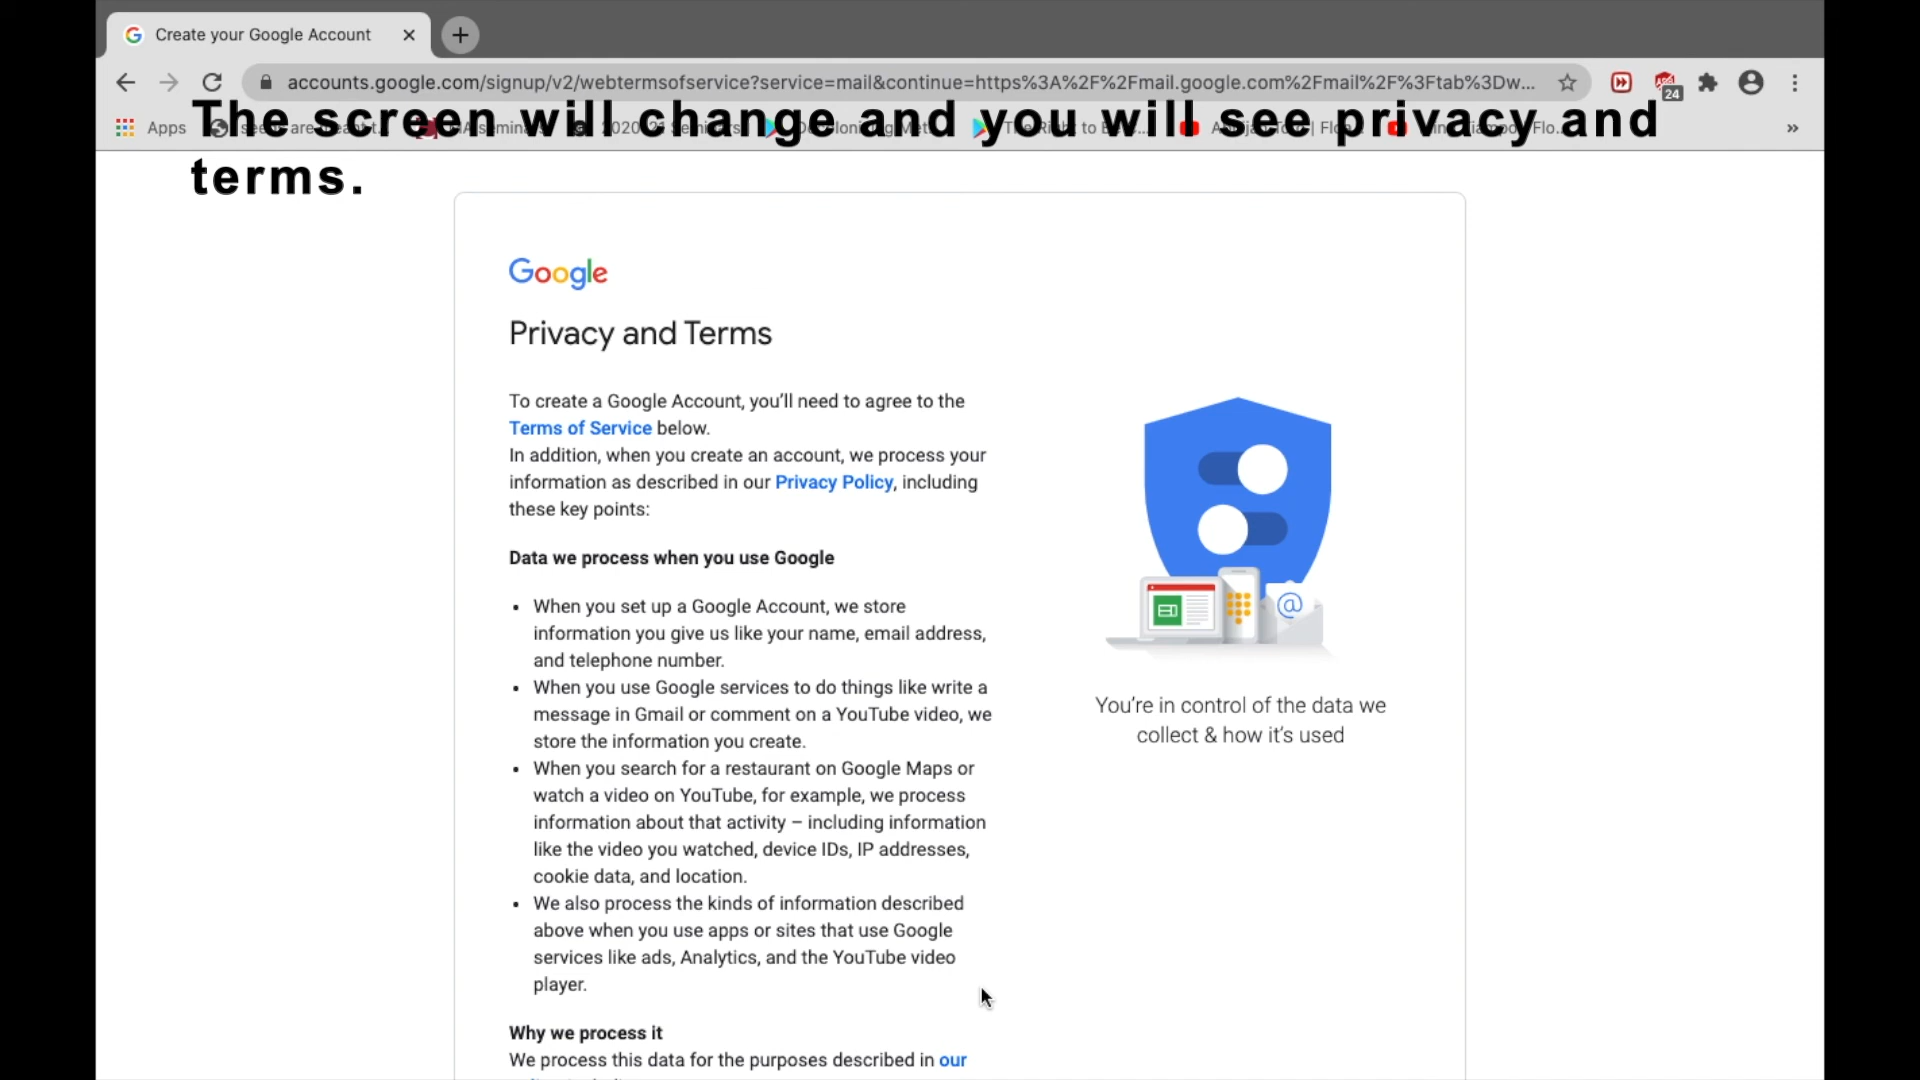 Create your Google Account
accounts.google.com/signup/v2/webtermsofservice?service=mail&continue=https%3A%2F%2Fmail.google.com%2Fmail%2F%3Ftab%3Dw...
24
The screen will change and you will see privacy and
terms.
Apps
»
Google
Privacy and Terms
To create a Google Account, you’ll need to agree to the
Terms of Service below.
In addition, when you create an account, we process your
information as described in our Privacy Policy, including
these key points:
Data we process when you use Google
• When you set up a Google Account, we store
information you give us like your name, email address,
and telephone number.
• When you use Google services to do things like write a
message in Gmail or comment on a YouTube video, we
store the information you create.
• When you search for a restaurant on Google Maps or
watch a video on YouTube, for example, we process
information about that activity – including information
like the video you watched, device IDs, IP addresses,
cookie data, and location.
• We also process the kinds of information described
above when you use apps or sites that use Google
services like ads, Analytics, and the YouTube video
player.
Why we process it
We process this data for the purposes described in our
@
You’re in control of the data we
collect & how it’s used